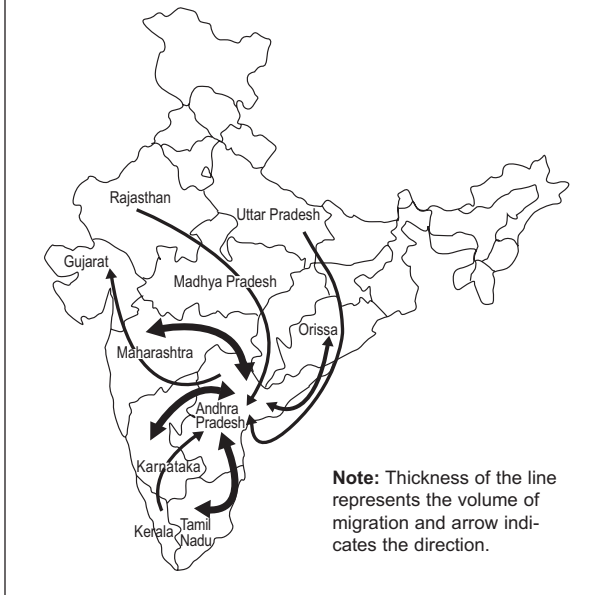 Rajasthan
Uttar Pradesh
Gujarat
Madhya Pradesh
Orissa
Maharashtra
Andhra
Pradesh
Karnataka
Kerala
Tamil
Nadu
Note: Thickness of the line
represents the volume of
migration and arrow indi-
cates the direction.